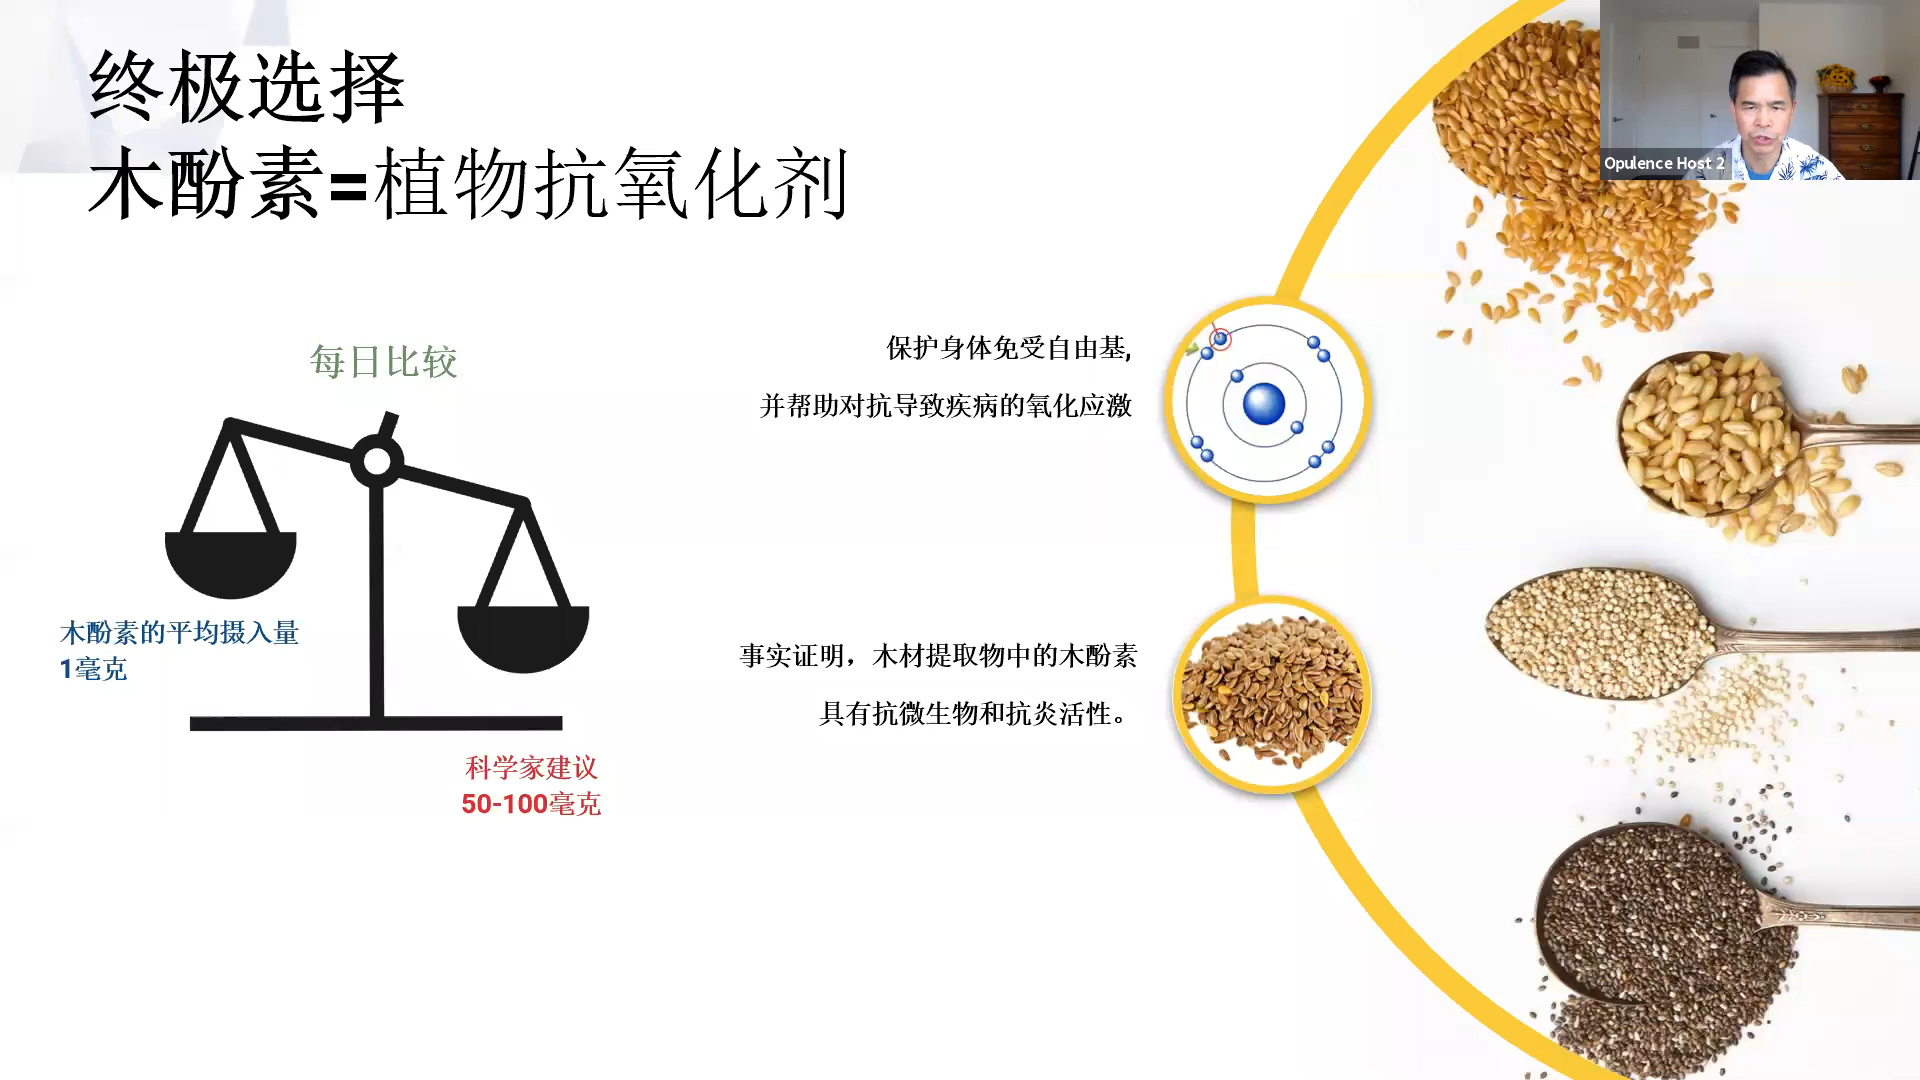 终极选择
木酚素=植物抗氧化剂
每日比较
木酚素的平均摄入量
1毫克
科学家建议
50-100毫克
保护身体免受自由基,
并帮助对抗导致疾病的氧化应激
事实证明，木材提取物中的木酚素
具有抗微生物和抗炎活性。
Opulence Host 2